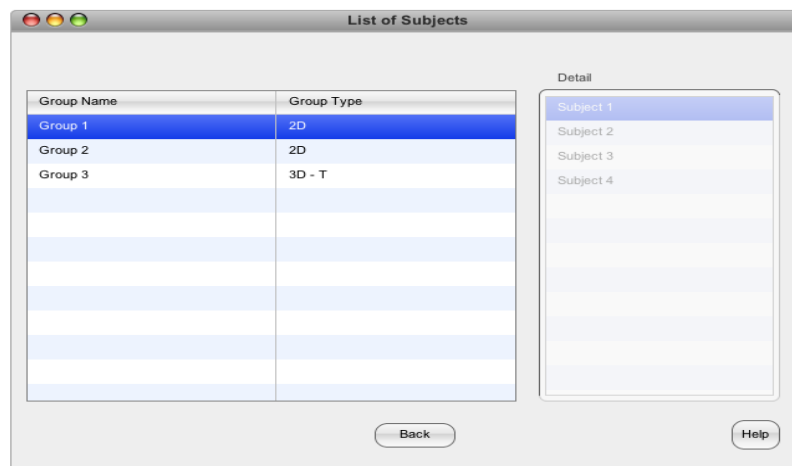 List of Subjects
Detail
Group Name Group Type
Group 1 2D
Group 2 2D
Group 3 3D - T
Subject 1
Subject 2
Subject 3
Subject 4
Back
Help